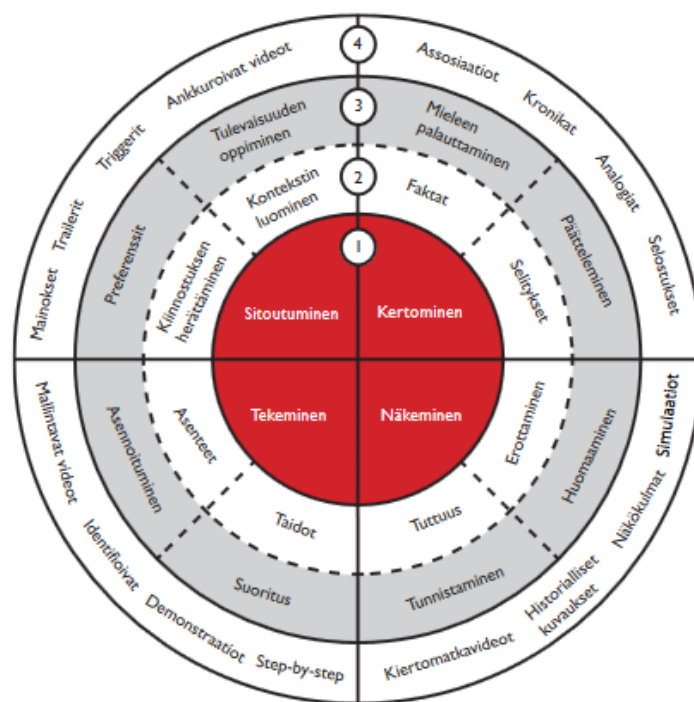 4
3
2
1
Ankkuroivat videot
Triggerit
Trailerit
Mainokset
Assosiaatiot
Kronikat
Analogiat
Selostukset
Tulevaisuuden
oppiminen
Preferenssit
Mieleen
palauttaminen
Päätteleminen
Kontekstin
luominen
Kiinnostuksen
herättäminen
Faktat
Selitykset
Sitoutuminen
Kertominen
Tekeminen
Näkeminen
Asenteet
Taidot
Erottaminen
Tuttuus
Asennoituminen
Suoritus
Huomaaminen
Tunnistaminen
Mallintavat videot
Identifioivat
Demonstraatiot
Step-by-step
Simulaatiot
Näkökulmat
Historialliset
kuvaukset
Kiertomatkavideot